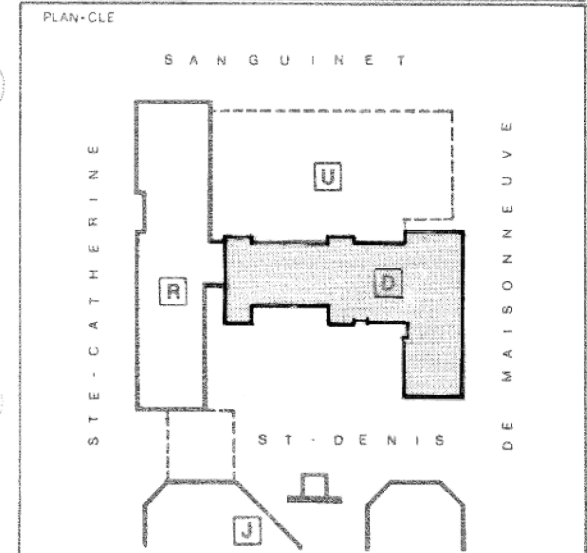 PLAN-CLE
SANGUINET
STE-CATHERINE
DE MAISONNEUVE
U
D
R
ST-DENIS
J